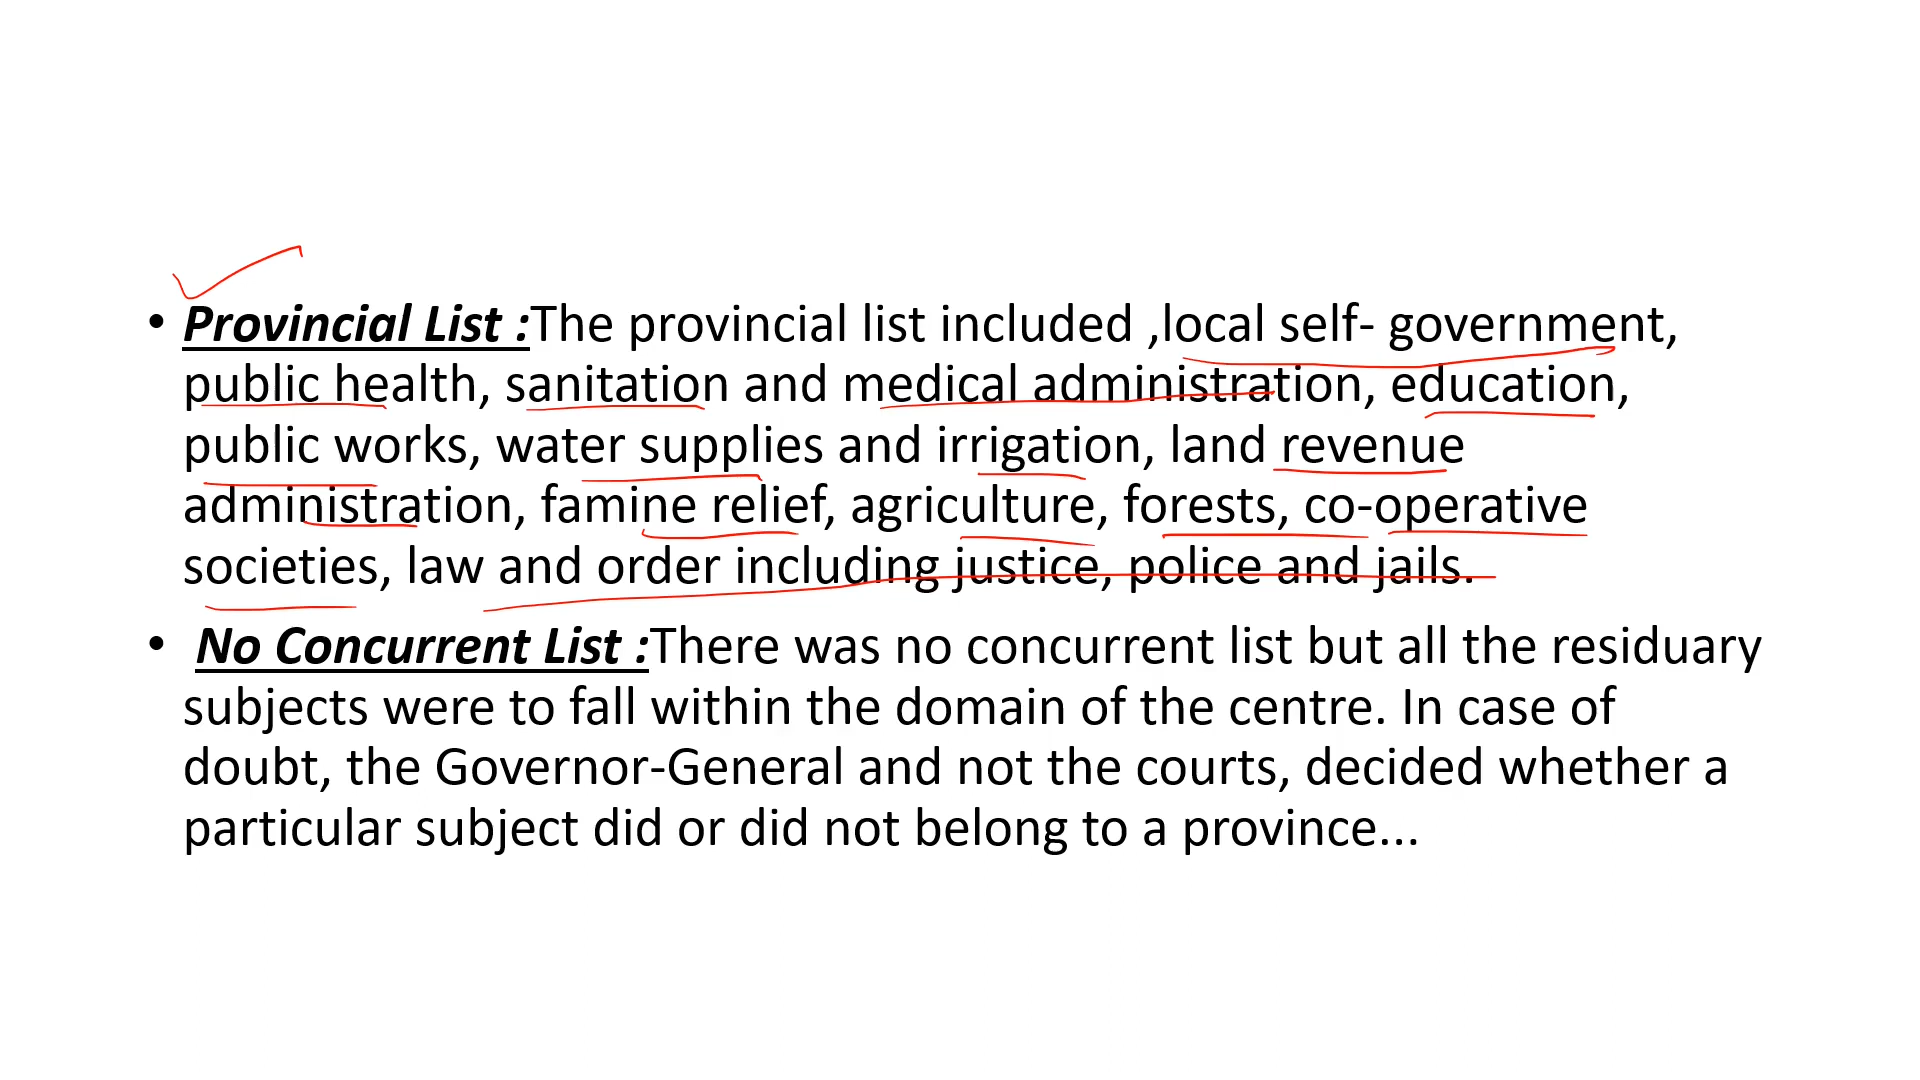 • Provincial List :The provincial list included ,local self- government,
public health, sanitation and medical administration, education,
public works, water supplies and irrigation, land revenue
administration, famine relief, agriculture, forests, co-operative
societies, law and order including justice, police and jails.
• No Concurrent List :There was no concurrent list but all the residuary
subjects were to fall within the domain of the centre. In case of
doubt, the Governor-General and not the courts, decided whether a
particular subject did or did not belong to a province...